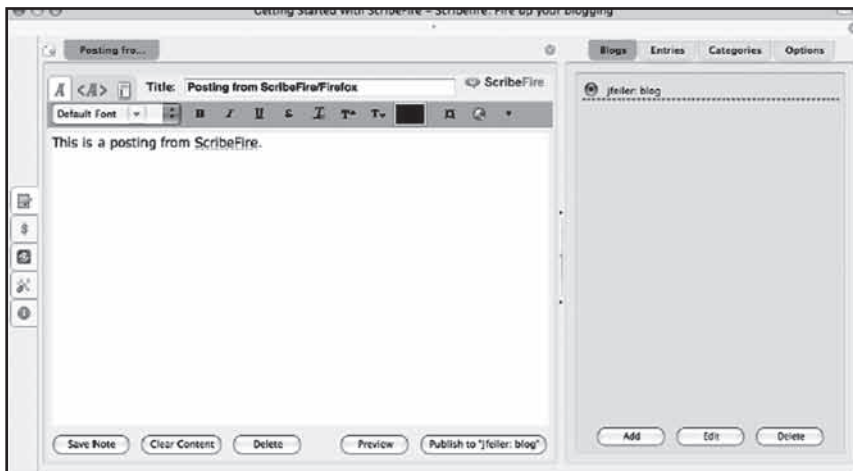 Getting Started with ScribeFire – ScribeFire: Fire up your blogging
Posting fro...
Blogs Entries Categories Options
A <A> Title: Posting from ScribeFire/Firefox ScribeFire
jfeiler: blog
Default Font B I U S T T T
This is a posting from ScribeFire.
$
Save Note Clear Content Delete Preview Publish to "jfeiler: blog"
Add Edit Delete